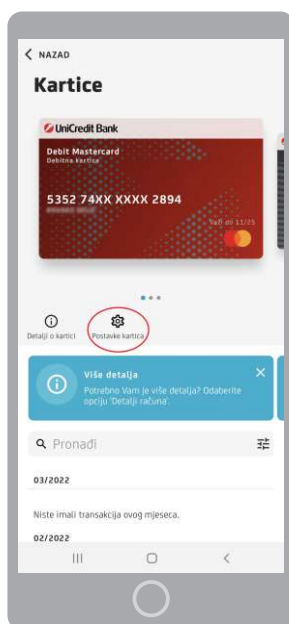 NAZAD
Kartice
UniCredit Bank
Debit Mastercard
Debitna kartica
5352 74XX XXXX 2894
Važi do 11/25
Detalji o kartici
Postavke kartica
Više detalja
Potrebno Vam je više detalja? Odaberite
opciju 'Detalji računa'.
Pronađi
03/2022
Niste imali transakcija ovog mjeseca.
02/2022